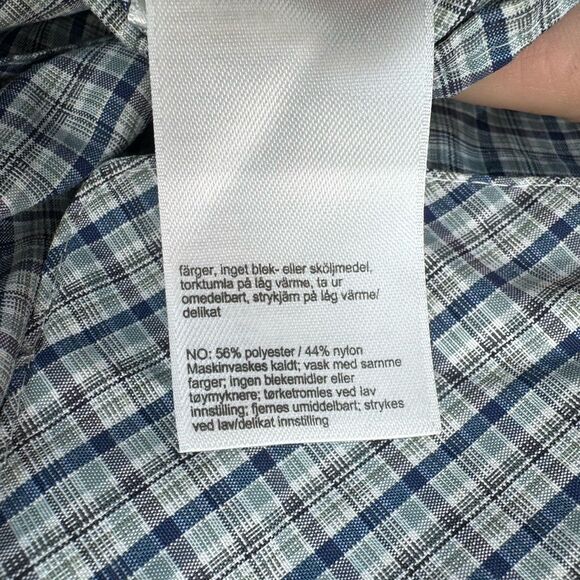 färger, inget blek- eller sköljmedel,
torktumla på låg värme, ta ur
omedelbart, strykjärn på låg värme/
delikat
NO: 56% polyester / 44% nylon
Maskinvaskes kaldt; vask med samme
farger; ingen blekemidler eller
tøymyknere; tørketromles ved lav
innstilling; fjernes umiddelbart; strykes
ved lav/delikat innstilling